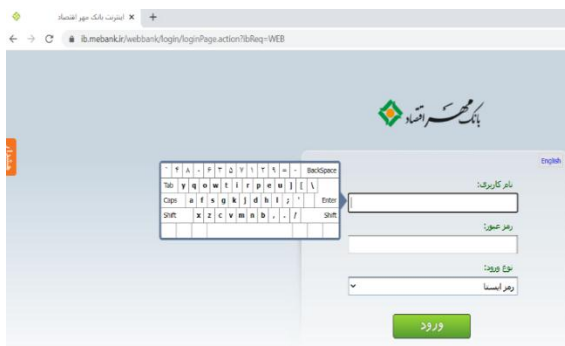 اینترنت بانک مهر اقتصاد
ib.mebank.ir/webbank/login/loginPage.action?ibReq=WEB
بانک مهر اقتصاد
English
هشدار
نام کاربری:
BackSpace
Tab y q o w t i r p e u ] [ \
Caps a f s g k j d h l ; ' Enter
Shift x z c v m n b , . / Shift
رمز عبور:
نوع ورود:
رمز ایستا
ورود